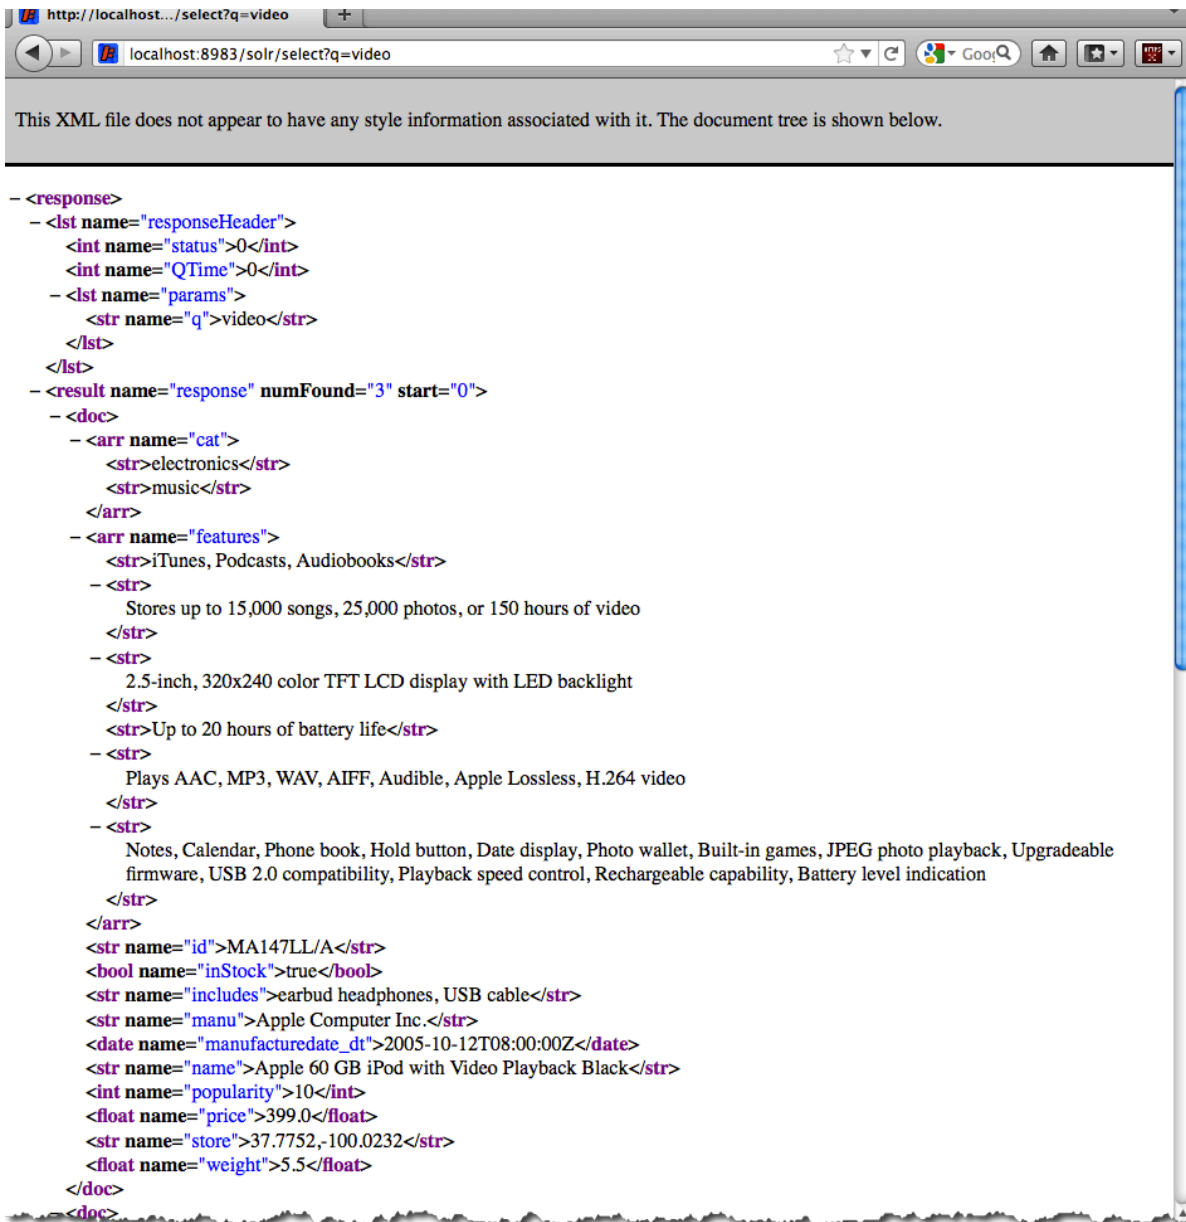 http://localhost.../select?q=video
localhost:8983/solr/select?q=video
This XML file does not appear to have any style information associated with it. The document tree is shown below.
– <response>
– <lst name="responseHeader">
<int name="status">0</int>
<int name="QTime">0</int>
– <lst name="params">
<str name="q">video</str>
</lst>
</lst>
– <result name="response" numFound="3" start="0">
– <doc>
– <arr name="cat">
<str>electronics</str>
<str>music</str>
</arr>
– <arr name="features">
<str>iTunes, Podcasts, Audiobooks</str>
– <str>
Stores up to 15,000 songs, 25,000 photos, or 150 hours of video
</str>
– <str>
2.5-inch, 320x240 color TFT LCD display with LED backlight
</str>
<str>Up to 20 hours of battery life</str>
– <str>
Plays AAC, MP3, WAV, AIFF, Audible, Apple Lossless, H.264 video
</str>
– <str>
Notes, Calendar, Phone book, Hold button, Date display, Photo wallet, Built-in games, JPEG photo playback, Upgradeable
firmware, USB 2.0 compatibility, Playback speed control, Rechargeable capability, Battery level indication
</str>
</arr>
<str name="id">MA147LL/A</str>
<bool name="inStock">true</bool>
<str name="includes">earbud headphones, USB cable</str>
<str name="manu">Apple Computer Inc.</str>
<date name="manufacturedate_dt">2005-10-12T08:00:00Z</date>
<str name="name">Apple 60 GB iPod with Video Playback Black</str>
<int name="popularity">10</int>
<float name="price">399.0</float>
<str name="store">37.7752,-100.0232</str>
<float name="weight">5.5</float>
</doc>
– <doc>